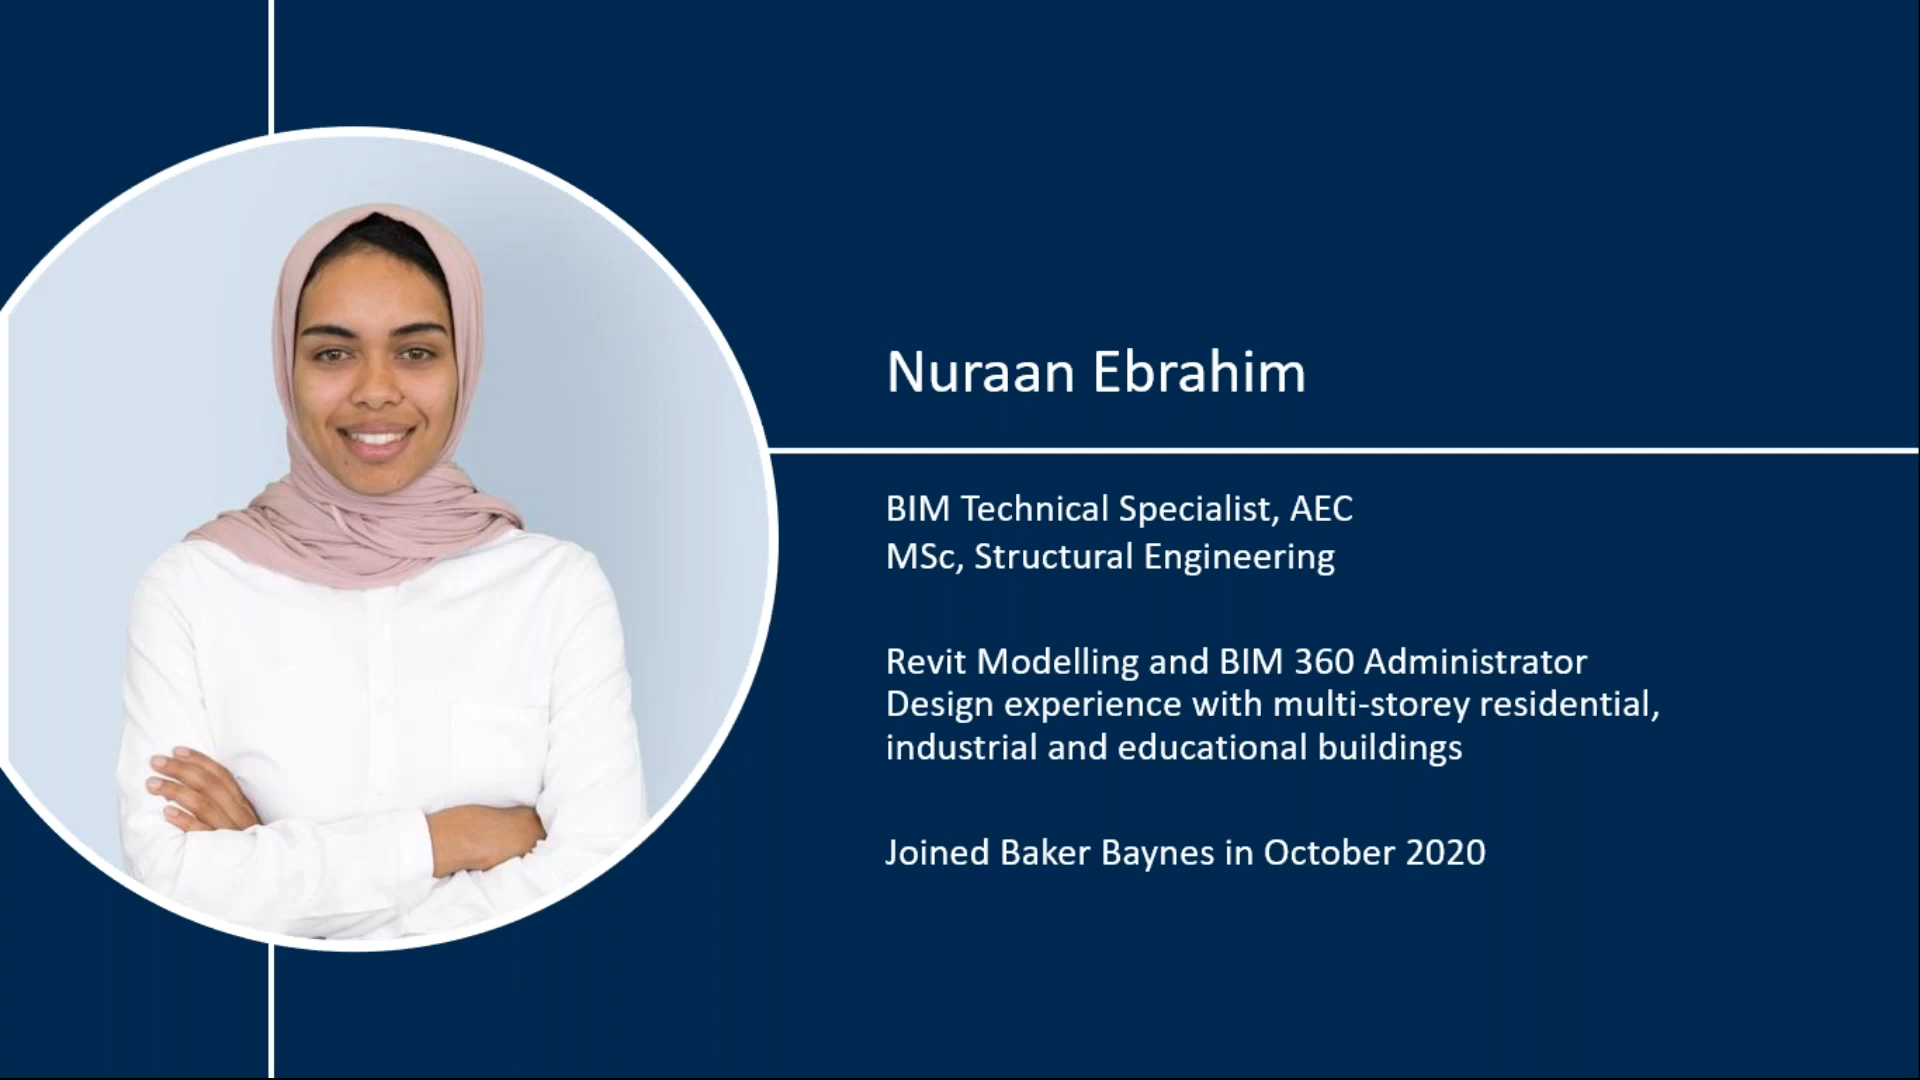 Nuraan Ebrahim
BIM Technical Specialist, AEC
MSc, Structural Engineering
Revit Modelling and BIM 360 Administrator
Design experience with multi-storey residential,
industrial and educational buildings
Joined Baker Baynes in October 2020